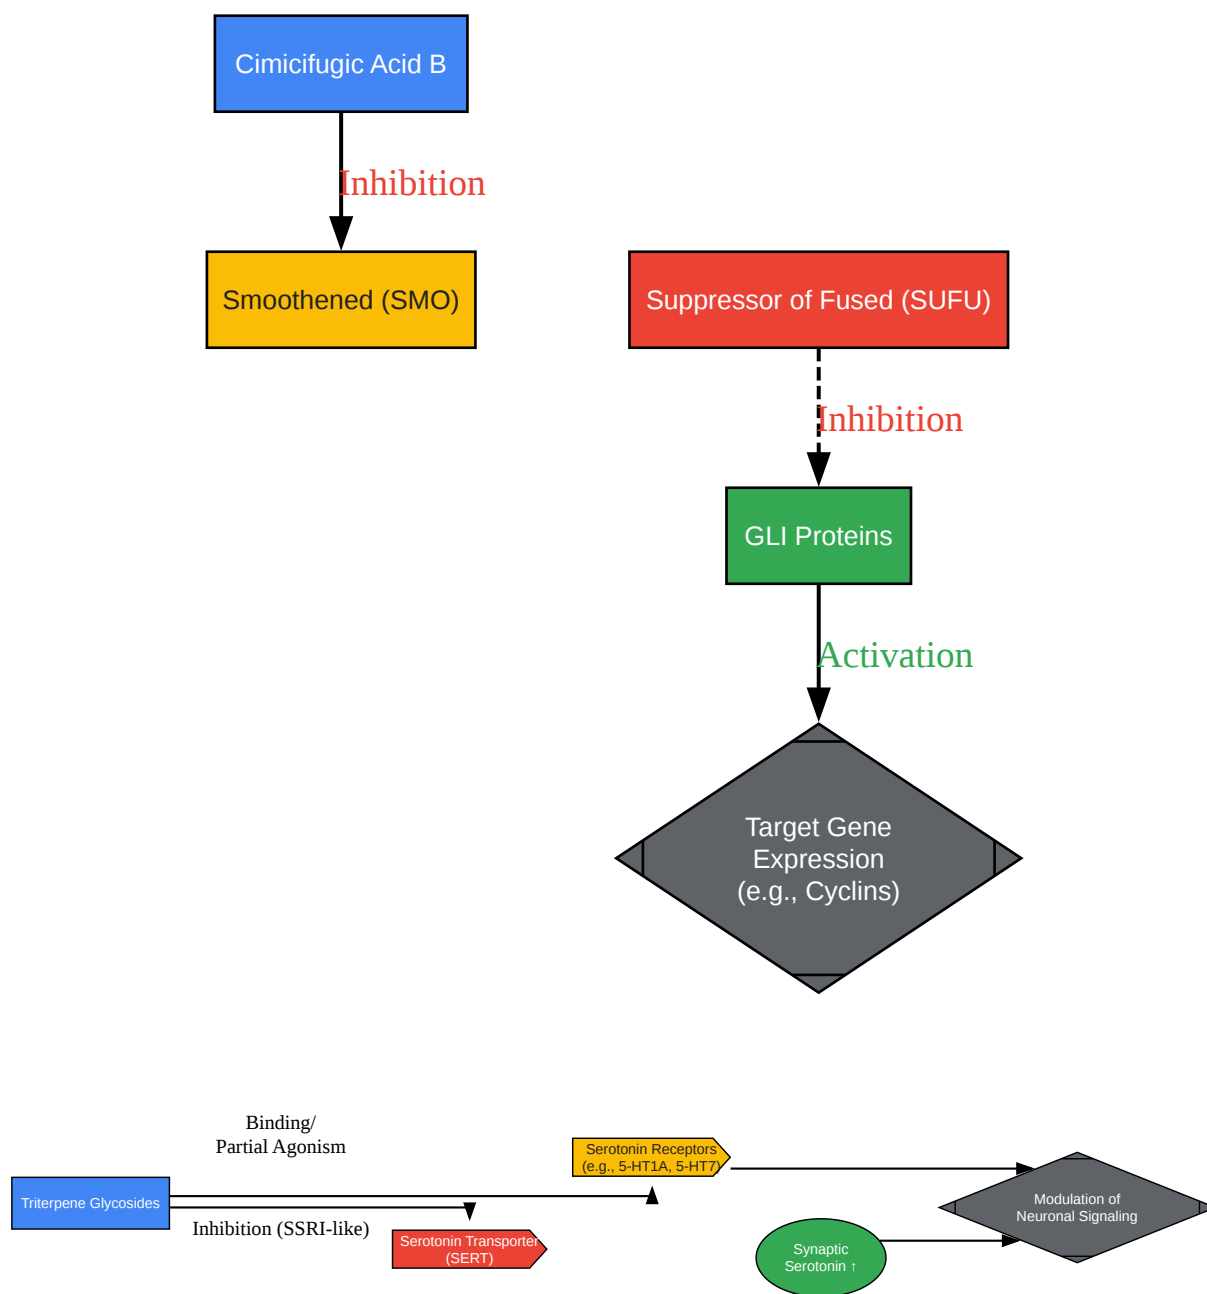 Cimicifugic Acid B
Inhibition
Smoothened (SMO)
Suppressor of Fused (SUFU)
Inhibition
GLI Proteins
Activation
Target Gene
Expression
(e.g., Cyclins)
Binding/
Partial Agonism
Serotonin Receptors
(e.g., 5-HT1A, 5-HT7)
Triterpene Glycosides
Inhibition (SSRI-like)
Serotonin Transporter
(SERT)
Modulation of
Neuronal Signaling
Synaptic
Serotonin ↑